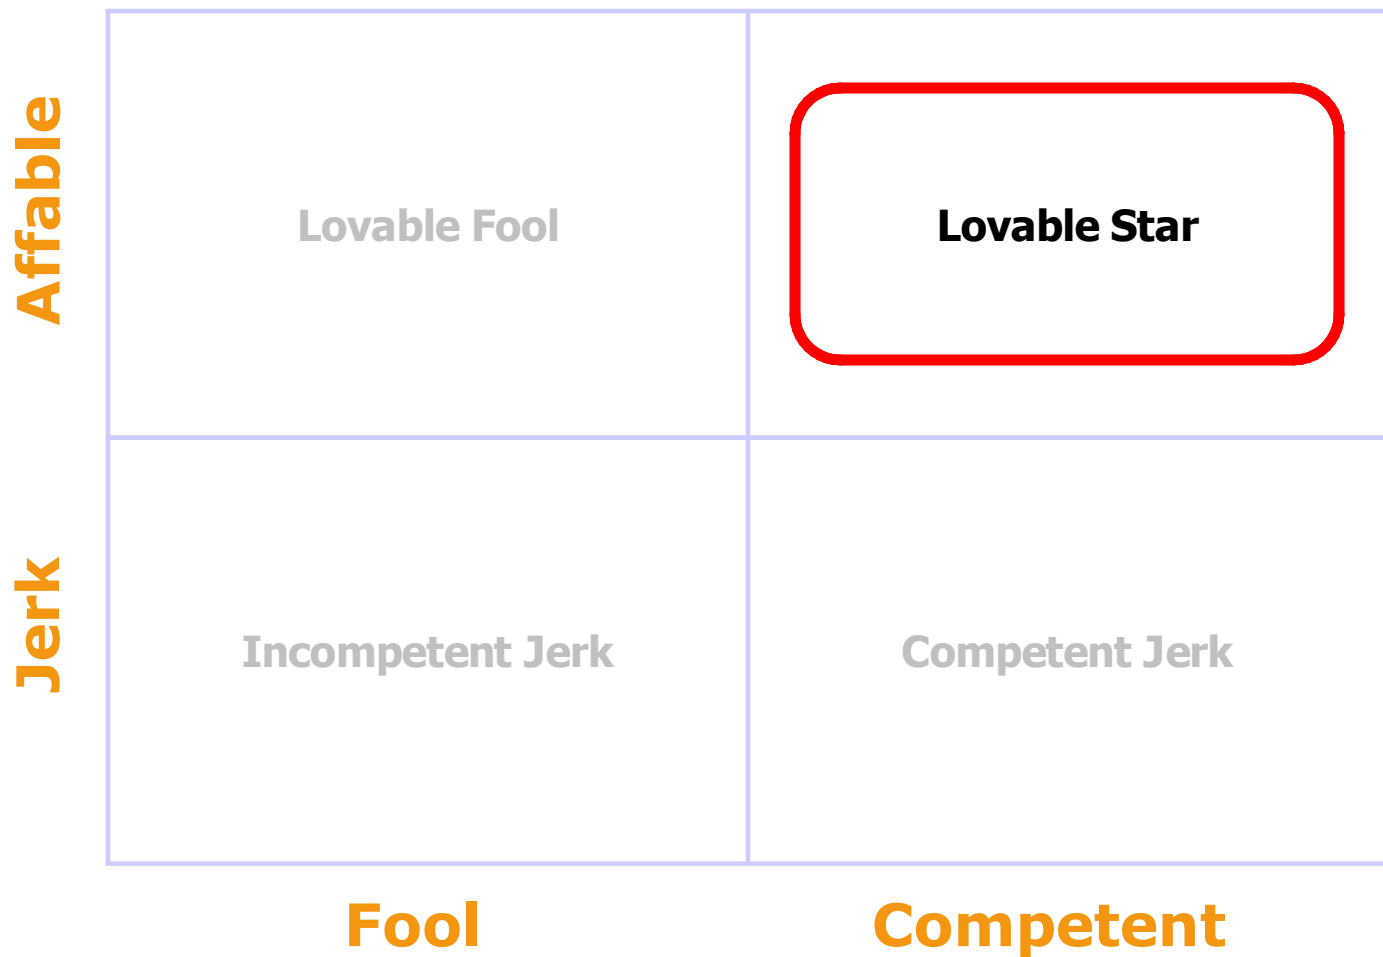 Affable
Lovable Fool
Lovable Star
Jerk
Incompetent Jerk
Competent Jerk
Fool
Competent